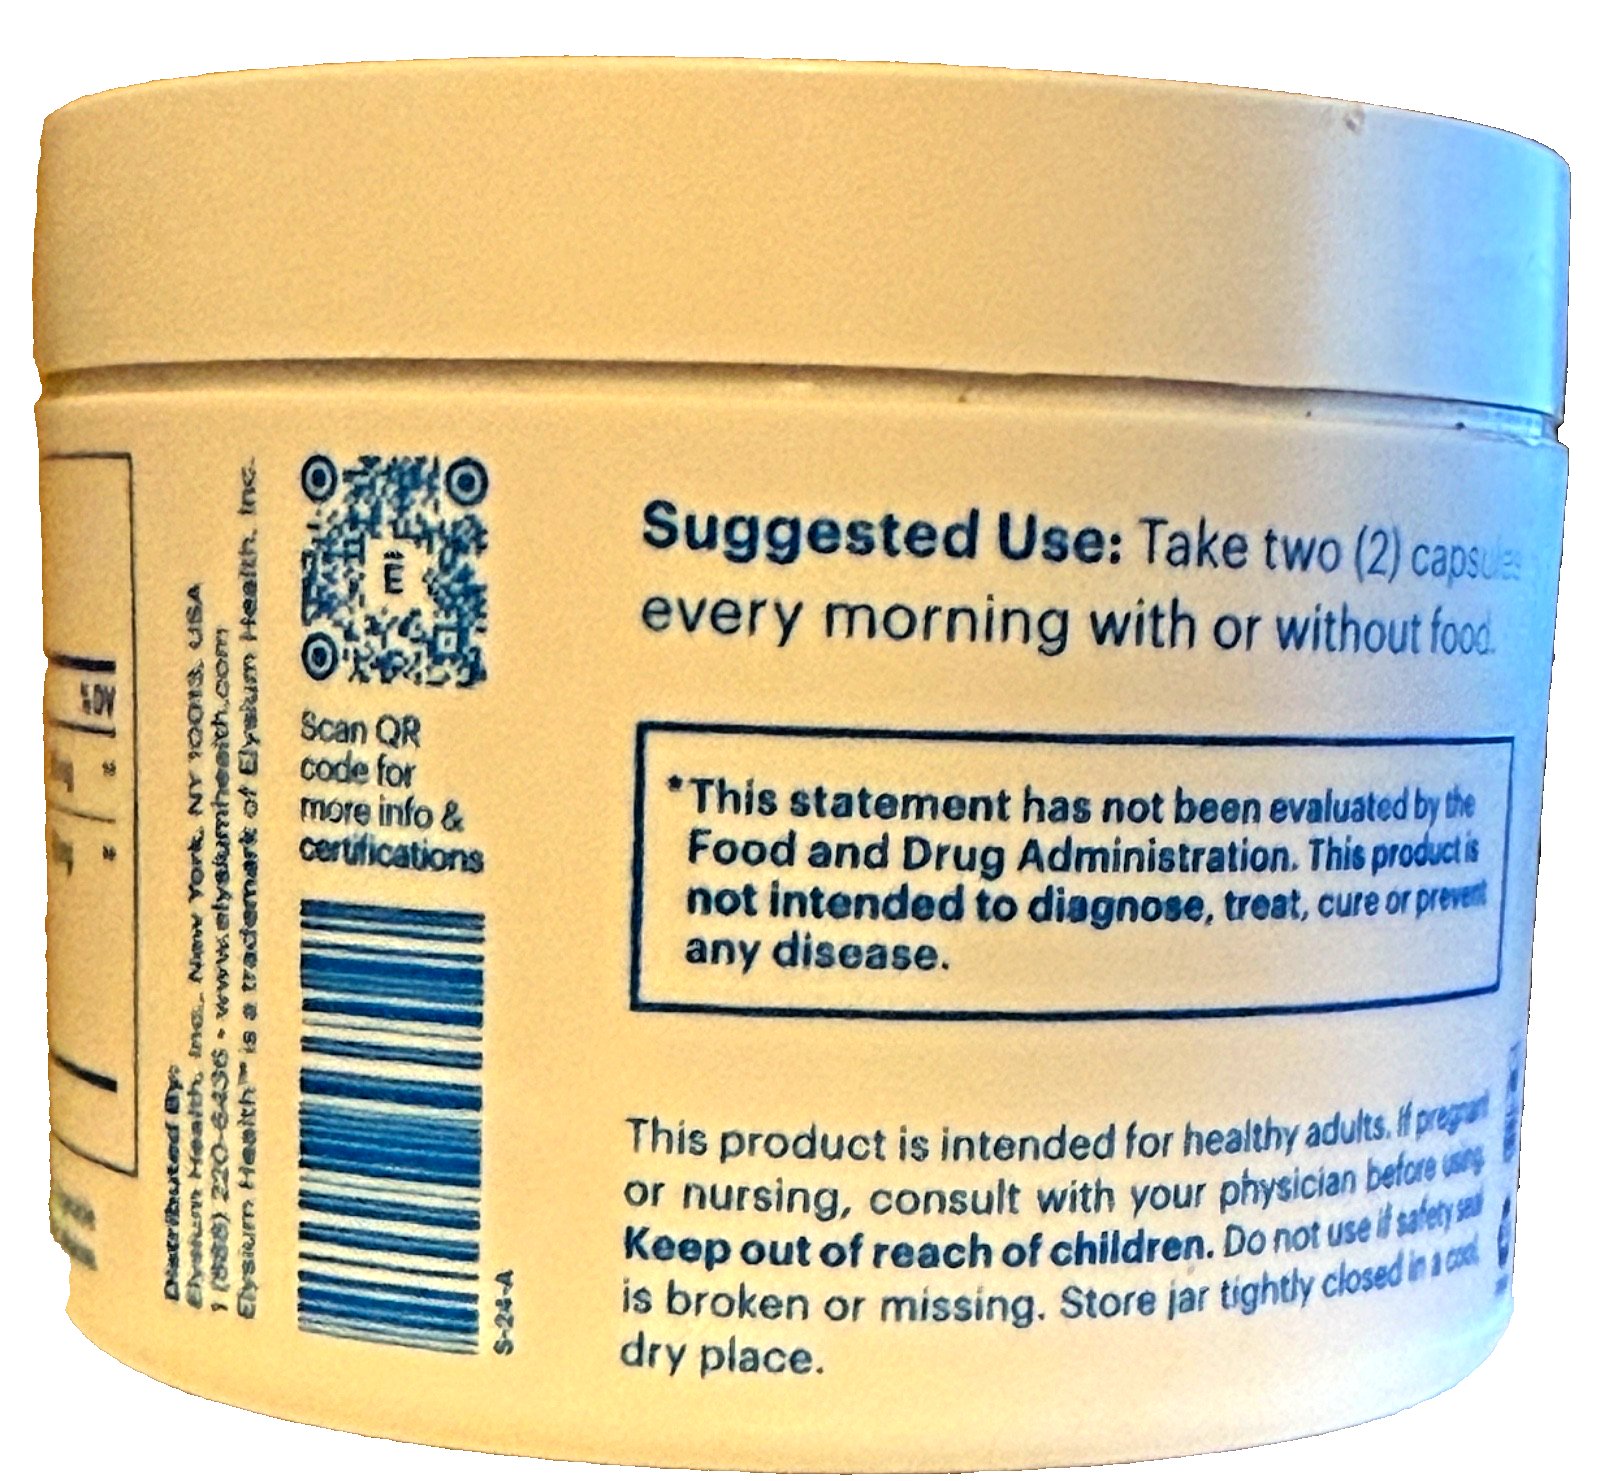 %DV
Distributed By:
Elysium Health, Inc., New York, NY 10013, USA
1 (888) 220-6436 • www.elysiumhealth.com
Elysium Health™ is a trademark of Elysium Health, Inc.
Ē
Scan QR
code for
more info &
certifications
S-24-A
Suggested Use: Take two (2) capsules
every morning with or without food.
*This statement has not been evaluated by the
Food and Drug Administration. This product is
not intended to diagnose, treat, cure or prevent
any disease.
This product is intended for healthy adults. If pregnant
or nursing, consult with your physician before using.
Keep out of reach of children. Do not use if safety seal
is broken or missing. Store jar tightly closed in a cool,
dry place.